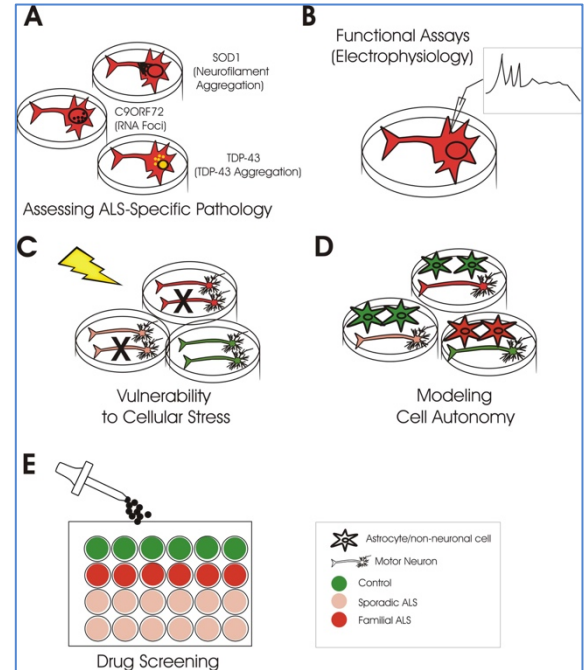 A
SOD1
(Neurofilament
Aggregation)
C9ORF72
(RNA Foci)
TDP-43
(TDP-43 Aggregation)
Assessing ALS-Specific Pathology
B
Functional Assays
(Electrophysiology)
C
Vulnerability
to Cellular Stress
D
Modeling
Cell Autonomy
E
Drug Screening
Astrocyte/non-neuronal cell
Motor Neuron
Control
Sporadic ALS
Familial ALS